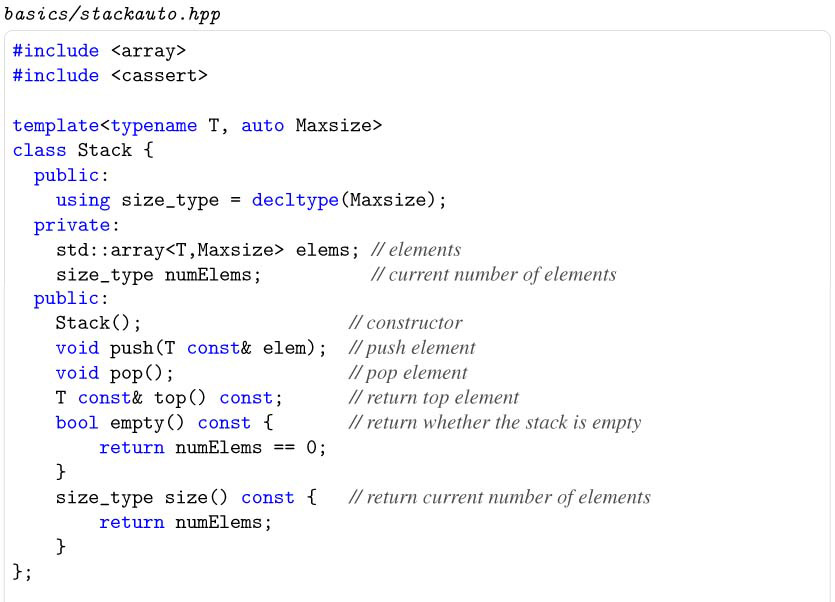 basics/stackauto.hpp
#include <array>
#include <cassert>
template<typename T, auto Maxsize>
class Stack {
public:
using size_type = decltype(Maxsize);
private:
std::array<T,Maxsize> elems; // elements
size_type numElems; // current number of elements
public:
Stack(); // constructor
void push(T const& elem); // push element
void pop(); // pop element
T const& top() const; // return top element
bool empty() const { // return whether the stack is empty
return numElems == 0;
}
size_type size() const { // return current number of elements
return numElems;
}
};